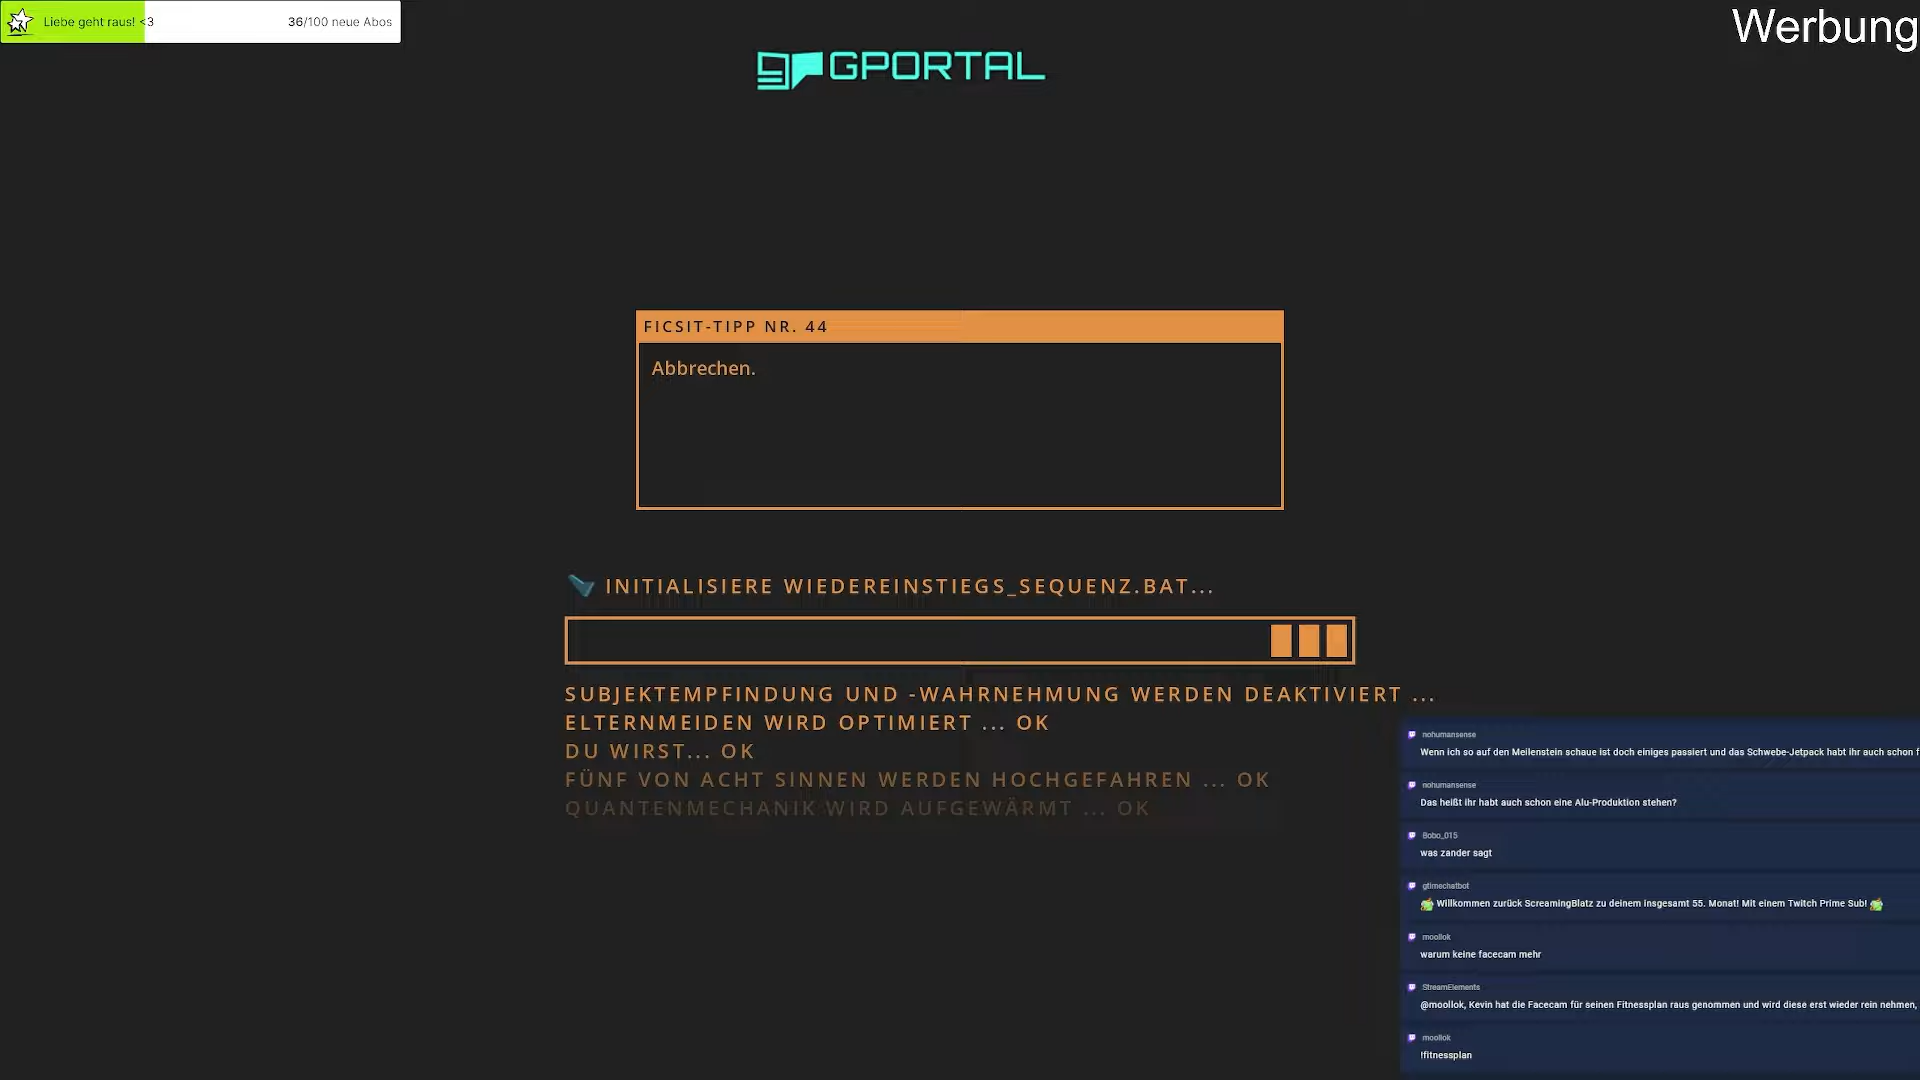 Liebe geht raus! <3
36/100 neue Abos
Werbung
GPORTAL
FICSIT-TIPP NR. 44
Abbrechen.
INITIALISIERE WIEDEREINSTIEGS_SEQUENZ.BAT...
SUBJEKTEMPFINDUNG UND -WAHRNEHMUNG WERDEN DEAKTIVIERT ...
ELTERNMEIDEN WIRD OPTIMIERT ... OK
DU WIRST... OK
FÜNF VON ACHT SINNEN WERDEN HOCHGEFAHREN ... OK
QUANTENMECHANIK WIRD AUFGEWÄRMT ... OK
nohumansense
Wenn ich so auf den Meilenstein schaue ist doch einiges passiert und das Schwebe-Jetpack habt ihr auch schon f
nohumansense
Das heißt ihr habt auch schon eine Alu-Produktion stehen?
Bobo_015
was zander sagt
gtimechatbot
Willkommen zurück ScreamingBlatz zu deinem insgesamt 55. Monat! Mit einem Twitch Prime Sub!
moollok
warum keine facecam mehr
StreamElements
@moollok, Kevin hat die Facecam für seinen Fitnessplan raus genommen und wird diese erst wieder rein nehmen,
moollok
!fitnessplan